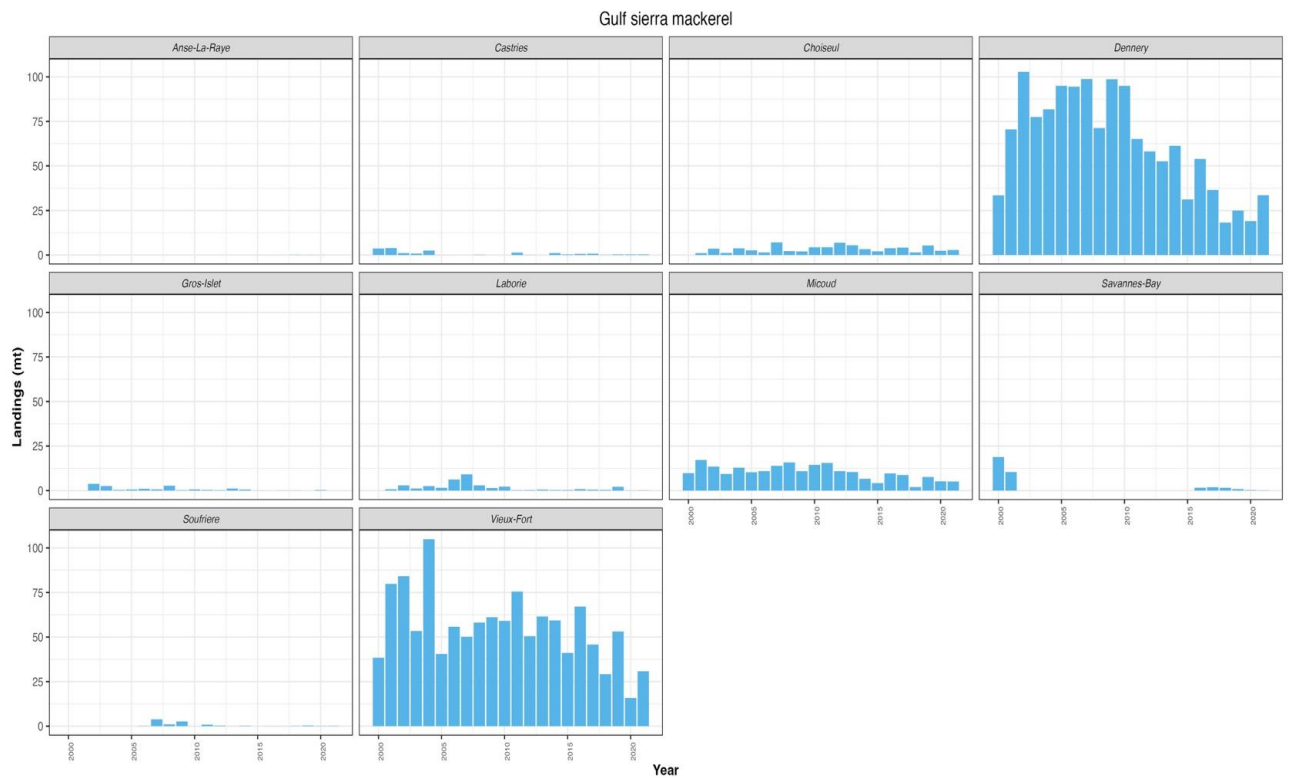 Gulf sierra mackerel
Anse-La-Raye Castries Choiseul Dennery
100
75
50
25
0
Gros-Islet Laborie Micoud Savannes-Bay
100
75
50
25
0
2000 2005 2010 2015 2020 2000 2005 2010 2015 2020
Soufriere Vieux-Fort
100
75
50
25
0
2000 2005 2010 2015 2020 2000 2005 2010 2015 2020
Landings (mt)
Year